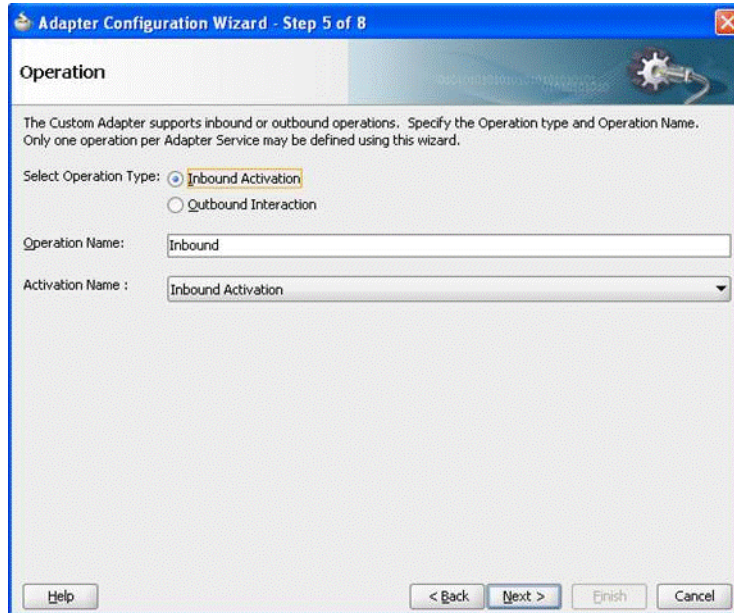 Adapter Configuration Wizard - Step 5 of 8
Operation
The Custom Adapter supports inbound or outbound operations. Specify the Operation type and Operation Name.
Only one operation per Adapter Service may be defined using this wizard.
Select Operation Type: Inbound Activation
Outbound Interaction
Operation Name: Inbound
Activation Name : Inbound Activation
Help < Back Next > Finish Cancel